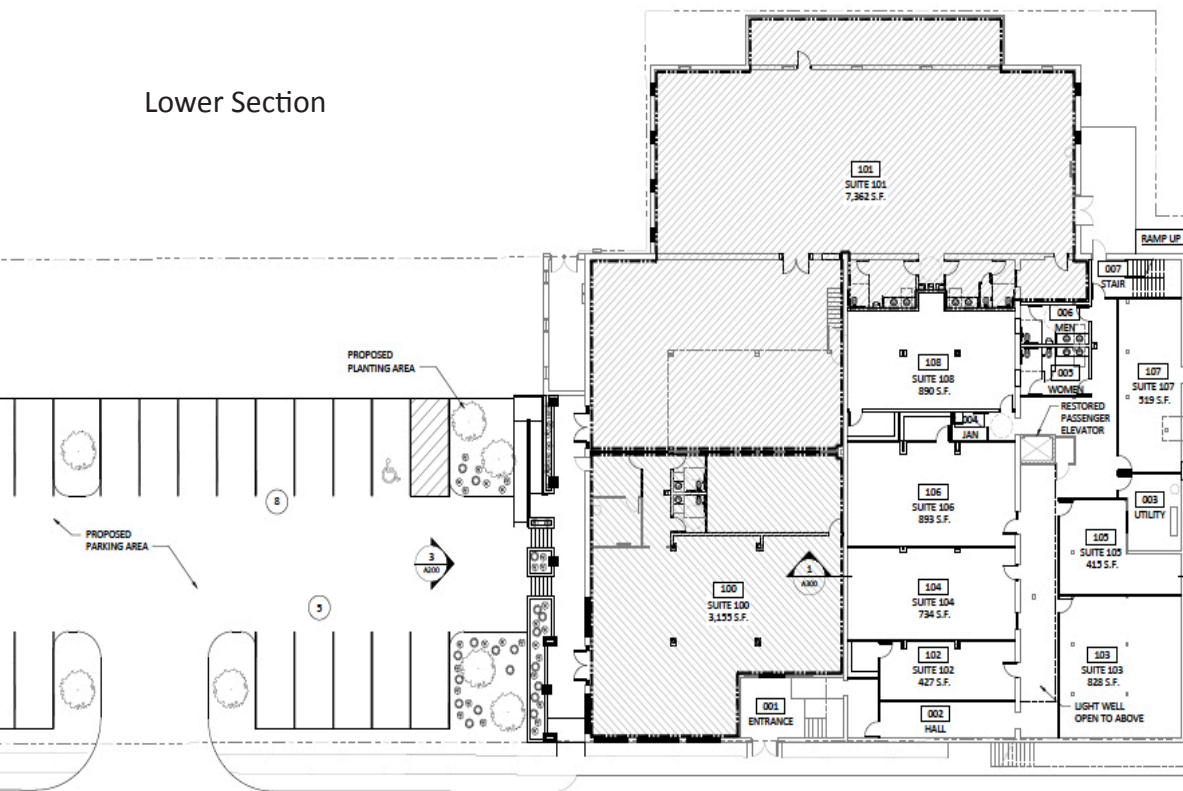 Lower Section
101
SUITE 101
7,362 S.F.
RAMP UP
007
STAIR
006
MEN
005
WOMEN
107
SUITE 107
519 S.F.
108
SUITE 108
890 S.F.
RESTORED
PASSENGER
ELEVATOR
004
JAN
PROPOSED
PLANTING AREA
106
SUITE 106
893 S.F.
003
UTILITY
8
PROPOSED
PARKING AREA
105
SUITE 105
415 S.F.
3
A200
1
A300
100
SUITE 100
3,155 S.F.
104
SUITE 104
734 S.F.
5
102
SUITE 102
427 S.F.
103
SUITE 103
828 S.F.
001
ENTRANCE
002
HALL
LIGHT WELL
OPEN TO ABOVE